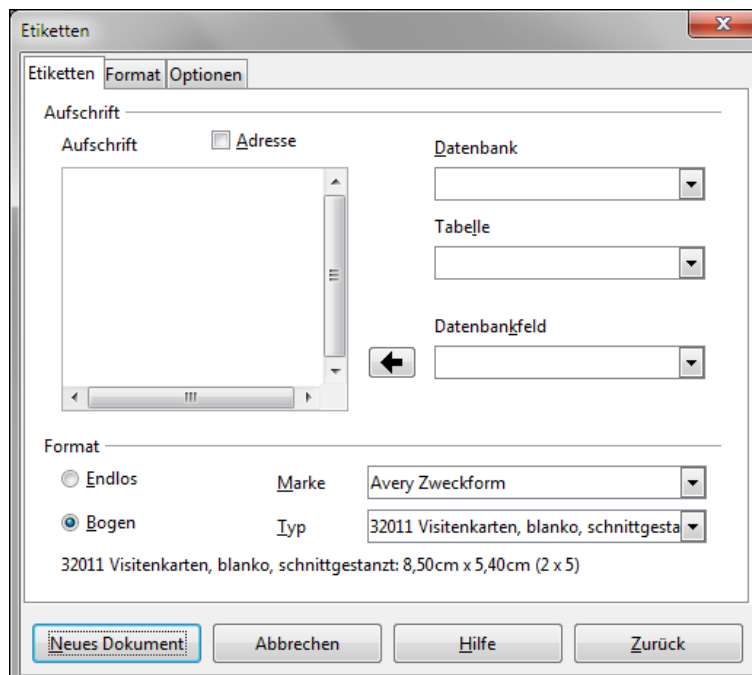 Etiketten
Etiketten Format Optionen
Aufschrift
Aufschrift Adresse
Datenbank
Tabelle
Datenbankfeld
Format
Endlos Marke Avery Zweckform
Bogen Typ 32011 Visitenkarten, blanko, schnittgesta
32011 Visitenkarten, blanko, schnittgestanzt: 8,50cm x 5,40cm (2 x 5)
Neues Dokument Abbrechen Hilfe Zurück